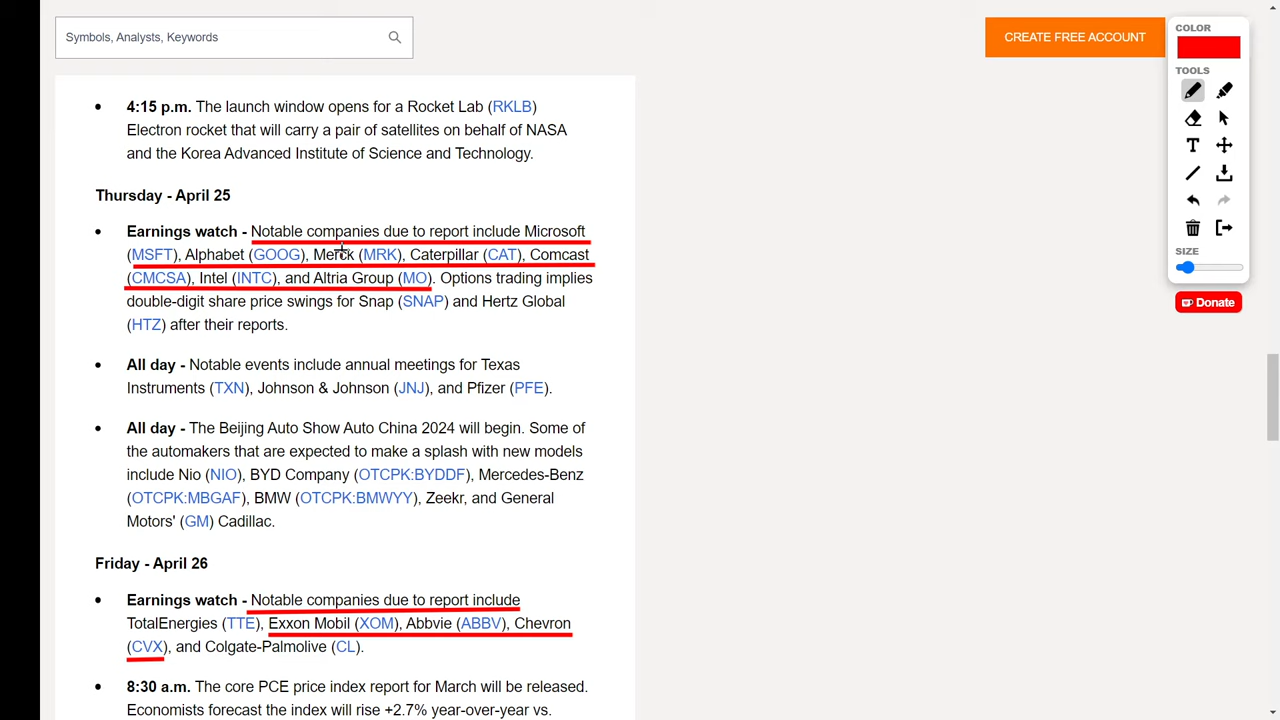 Symbols, Analysts, Keywords
CREATE FREE ACCOUNT
COLOR
TOOLS
T
SIZE
Donate
• 4:15 p.m. The launch window opens for a Rocket Lab (RKLB)
Electron rocket that will carry a pair of satellites on behalf of NASA
and the Korea Advanced Institute of Science and Technology.
Thursday - April 25
• Earnings watch - Notable companies due to report include Microsoft
(MSFT), Alphabet (GOOG), Merck (MRK), Caterpillar (CAT), Comcast
(CMCSA), Intel (INTC), and Altria Group (MO). Options trading implies
double-digit share price swings for Snap (SNAP) and Hertz Global
(HTZ) after their reports.
• All day - Notable events include annual meetings for Texas
Instruments (TXN), Johnson & Johnson (JNJ), and Pfizer (PFE).
• All day - The Beijing Auto Show Auto China 2024 will begin. Some of
the automakers that are expected to make a splash with new models
include Nio (NIO), BYD Company (OTCPK:BYDDF), Mercedes-Benz
(OTCPK:MBGAF), BMW (OTCPK:BMWYY), Zeekr, and General
Motors' (GM) Cadillac.
Friday - April 26
• Earnings watch - Notable companies due to report include
TotalEnergies (TTE), Exxon Mobil (XOM), Abbvie (ABBV), Chevron
(CVX), and Colgate-Palmolive (CL).
• 8:30 a.m. The core PCE price index report for March will be released.
Economists forecast the index will rise +2.7% year-over-year vs.